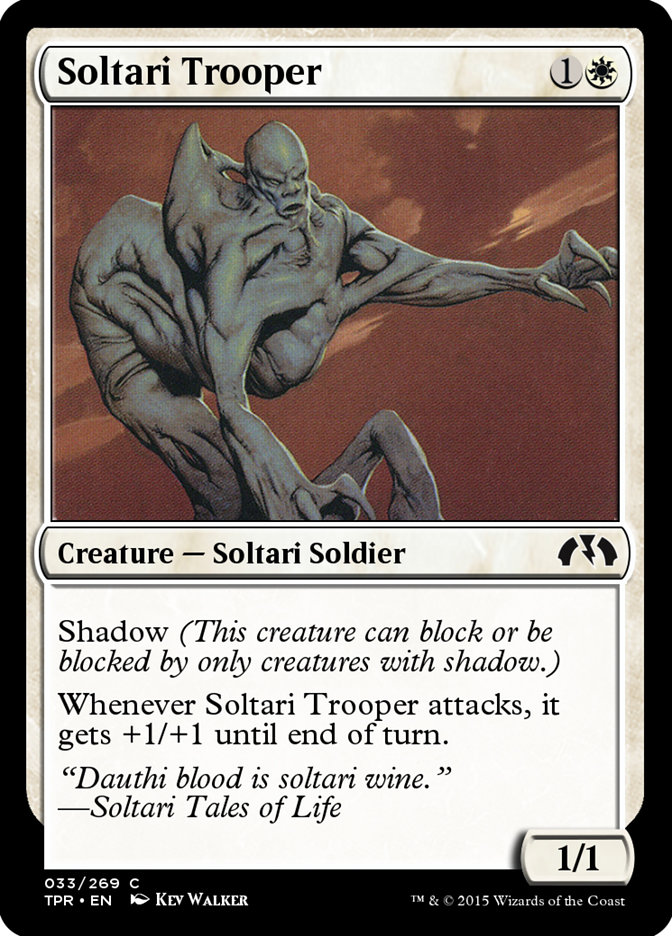 Soltari Trooper 1
Creature — Soltari Soldier
Shadow (This creature can block or be
blocked by only creatures with shadow.)
Whenever Soltari Trooper attacks, it
gets +1/+1 until end of turn.
“Dauthi blood is soltari wine.”
—Soltari Tales of Life
1/1
033/269 C
TPR • EN Kev Walker
™ & © 2015 Wizards of the Coast